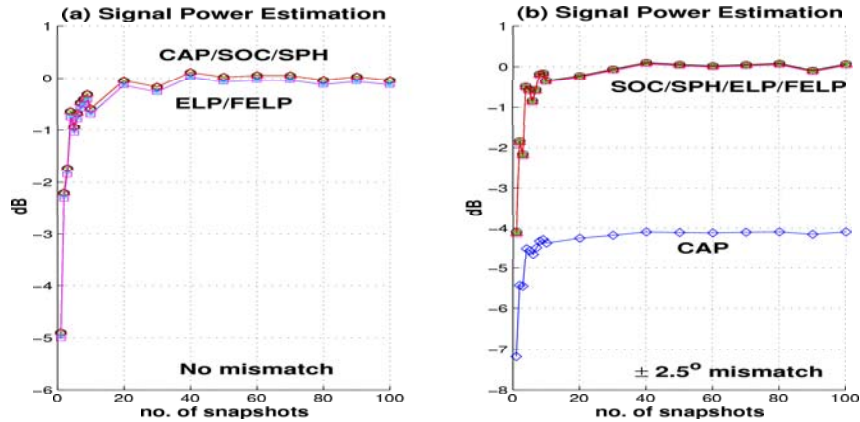 (a) Signal Power Estimation
1
0
−1
−2
−3
−4
−5
−6
dB
CAP/SOC/SPH
ELP/FELP
No mismatch
0
20
40
60
80
100
no. of snapshots
(b) Signal Power Estimation
1
0
−1
−2
−3
−4
−5
−6
−7
−8
dB
SOC/SPH/ELP/FELP
CAP
± 2.5° mismatch
0
20
40
60
80
100
no. of snapshots